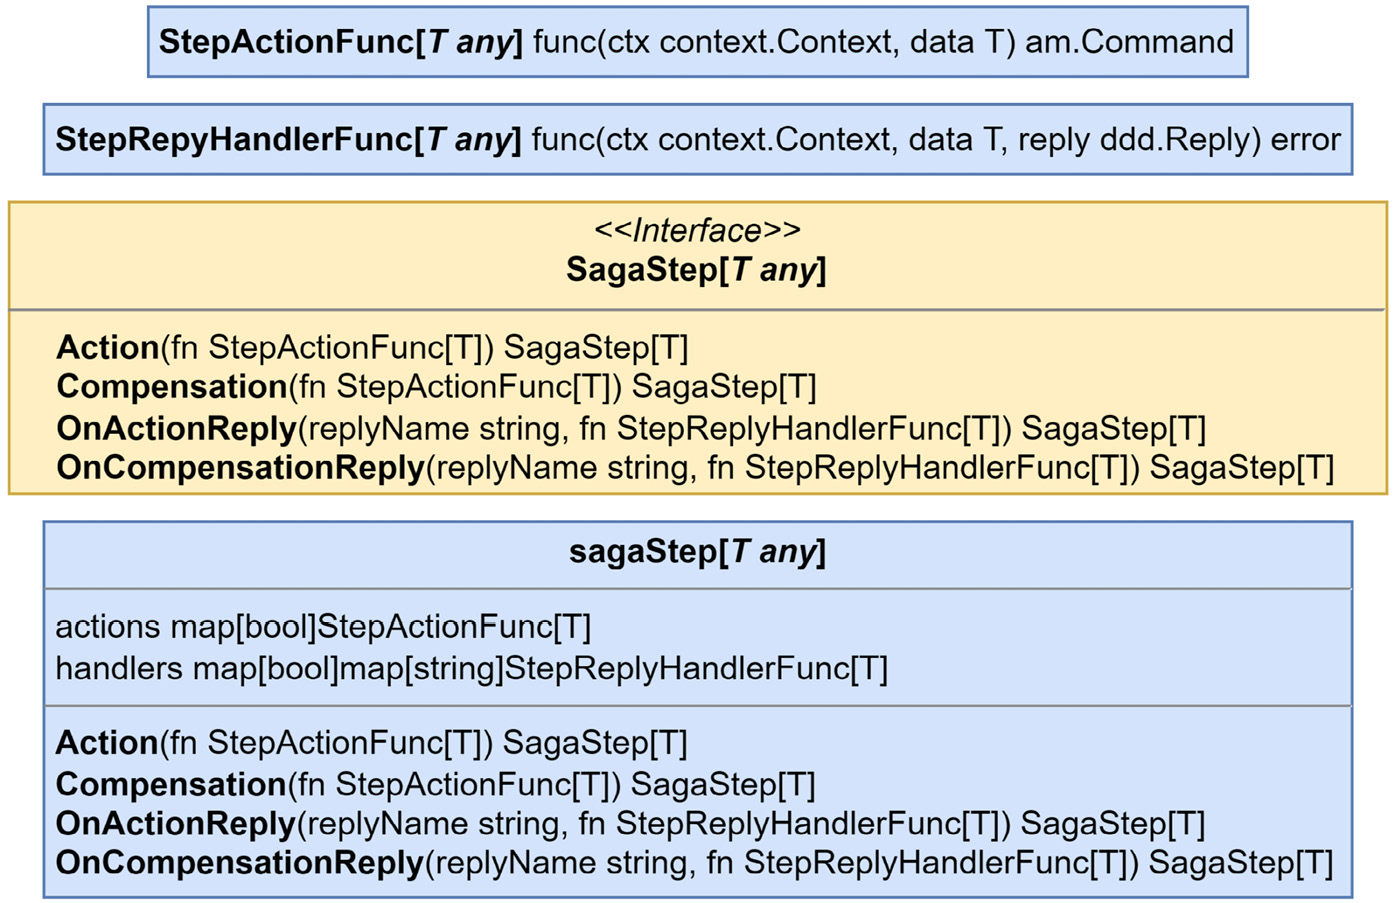 StepActionFunc[T any] func(ctx context.Context, data T) am.Command
StepRepyHandlerFunc[T any] func(ctx context.Context, data T, reply ddd.Reply) error
<<Interface>>
SagaStep[T any]
Action(fn StepActionFunc[T]) SagaStep[T]
Compensation(fn StepActionFunc[T]) SagaStep[T]
OnActionReply(replyName string, fn StepReplyHandlerFunc[T]) SagaStep[T]
OnCompensationReply(replyName string, fn StepReplyHandlerFunc[T]) SagaStep[T]
sagaStep[T any]
actions map[bool]StepActionFunc[T]
handlers map[bool]map[string]StepReplyHandlerFunc[T]
Action(fn StepActionFunc[T]) SagaStep[T]
Compensation(fn StepActionFunc[T]) SagaStep[T]
OnActionReply(replyName string, fn StepReplyHandlerFunc[T]) SagaStep[T]
OnCompensationReply(replyName string, fn StepReplyHandlerFunc[T]) SagaStep[T]